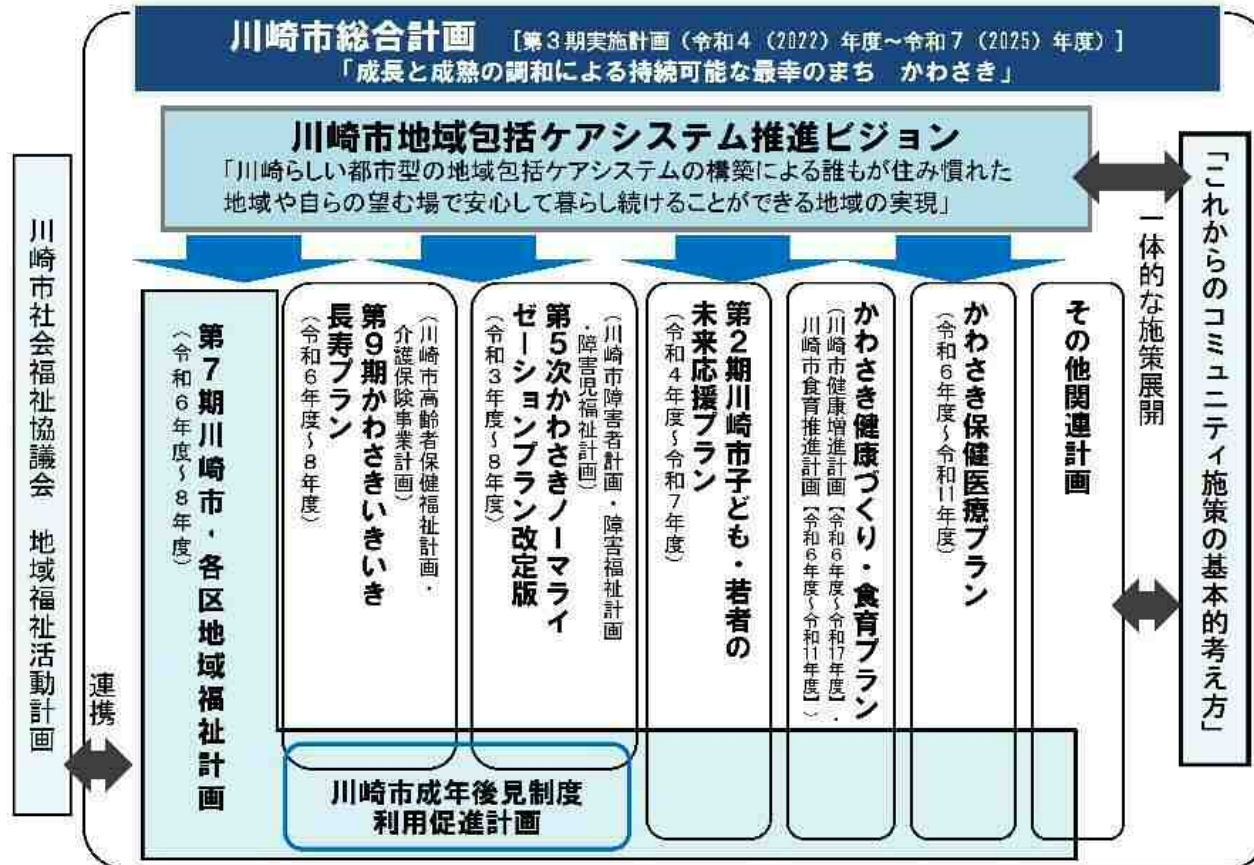 川崎市総合計画 [第3期実施計画(令和4(2022)年度~令和7(2025)年度)]
「成長と成熟の調和による持続可能な最幸のまち かわさき」
川崎市地域包括ケアシステム推進ビジョン
「川崎らしい都市型の地域包括ケアシステムの構築による誰もが住み慣れた
地域や自らの望む場で安心して暮らし続けることができる地域の実現」
「これからのコミュニティ施策の基本的考え方」
一体的な施策展開
その他関連計画
かわさき保健医療プラン
(令和6年度~令和11年度)
かわさき健康づくり・食育プラン
(川崎市健康増進計画【令和6年度~令和17年度】・
川崎市食育推進計画【令和6年度~令和11年度】)
第2期川崎市子ども・若者の
未来応援プラン
(令和4年度~令和7年度)
(川崎市障害者計画・障害福祉計画
・障害児福祉計画)
第5次かわさきノーマライ
ゼーションプラン改定版
(令和3年度~8年度)
(川崎市高齢者保健福祉計画・
介護保険事業計画)
第9期かわさきいきいき
長寿プラン
(令和6年度~8年度)
第7期川崎市・各区地域福祉計画
(令和6年度~8年度)
川崎市成年後見制度
利用促進計画
連携
川崎市社会福祉協議会 地域福祉活動計画